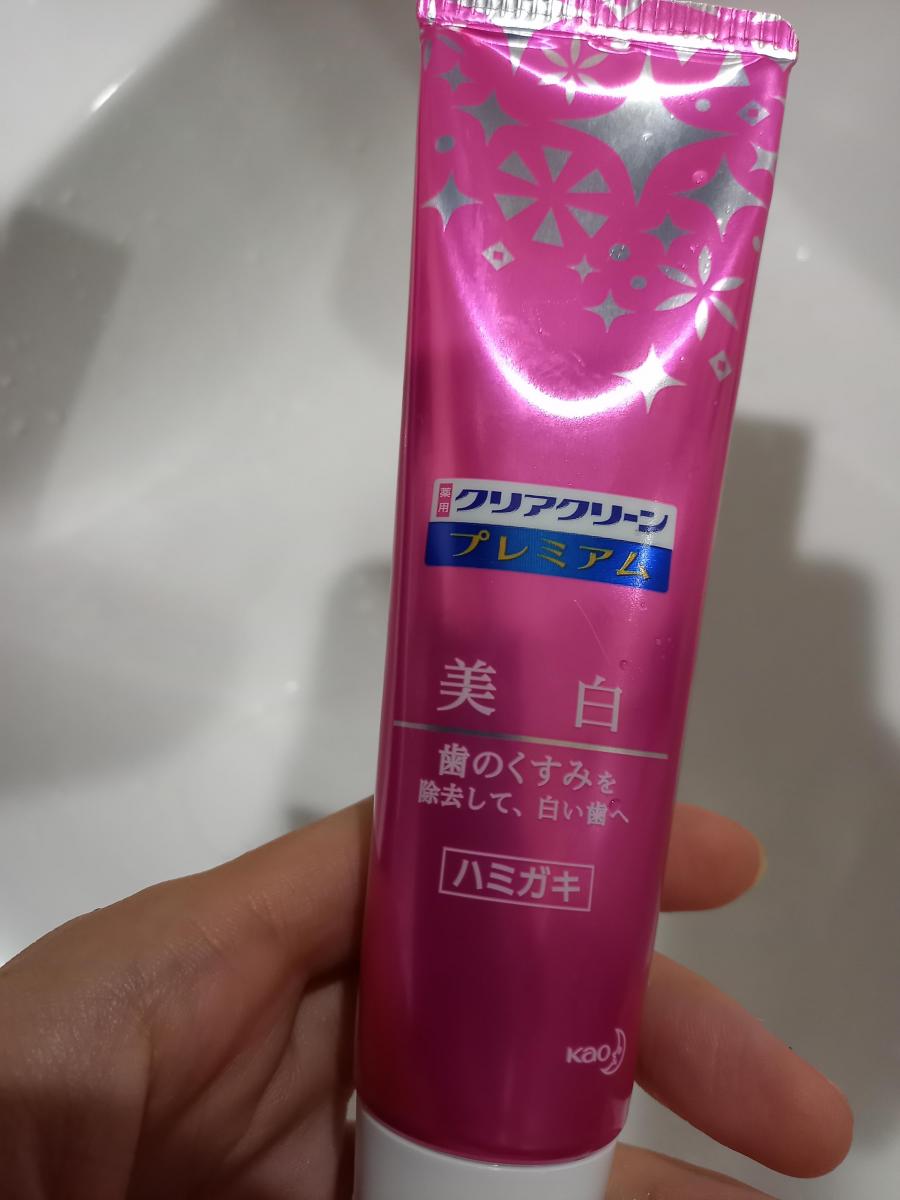 薬用
クリアクリーン
プレミアム
美白
歯のくすみを
除去して、白い歯へ
ハミガキ
Kao